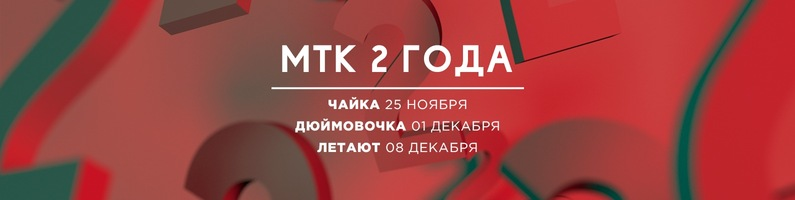 МТК 2 ГОДА
ЧАЙКА 25 НОЯБРЯ
ДЮЙМОВОЧКА 01 ДЕКАБРЯ
ЛЕТАЮТ 08 ДЕКАБРЯ